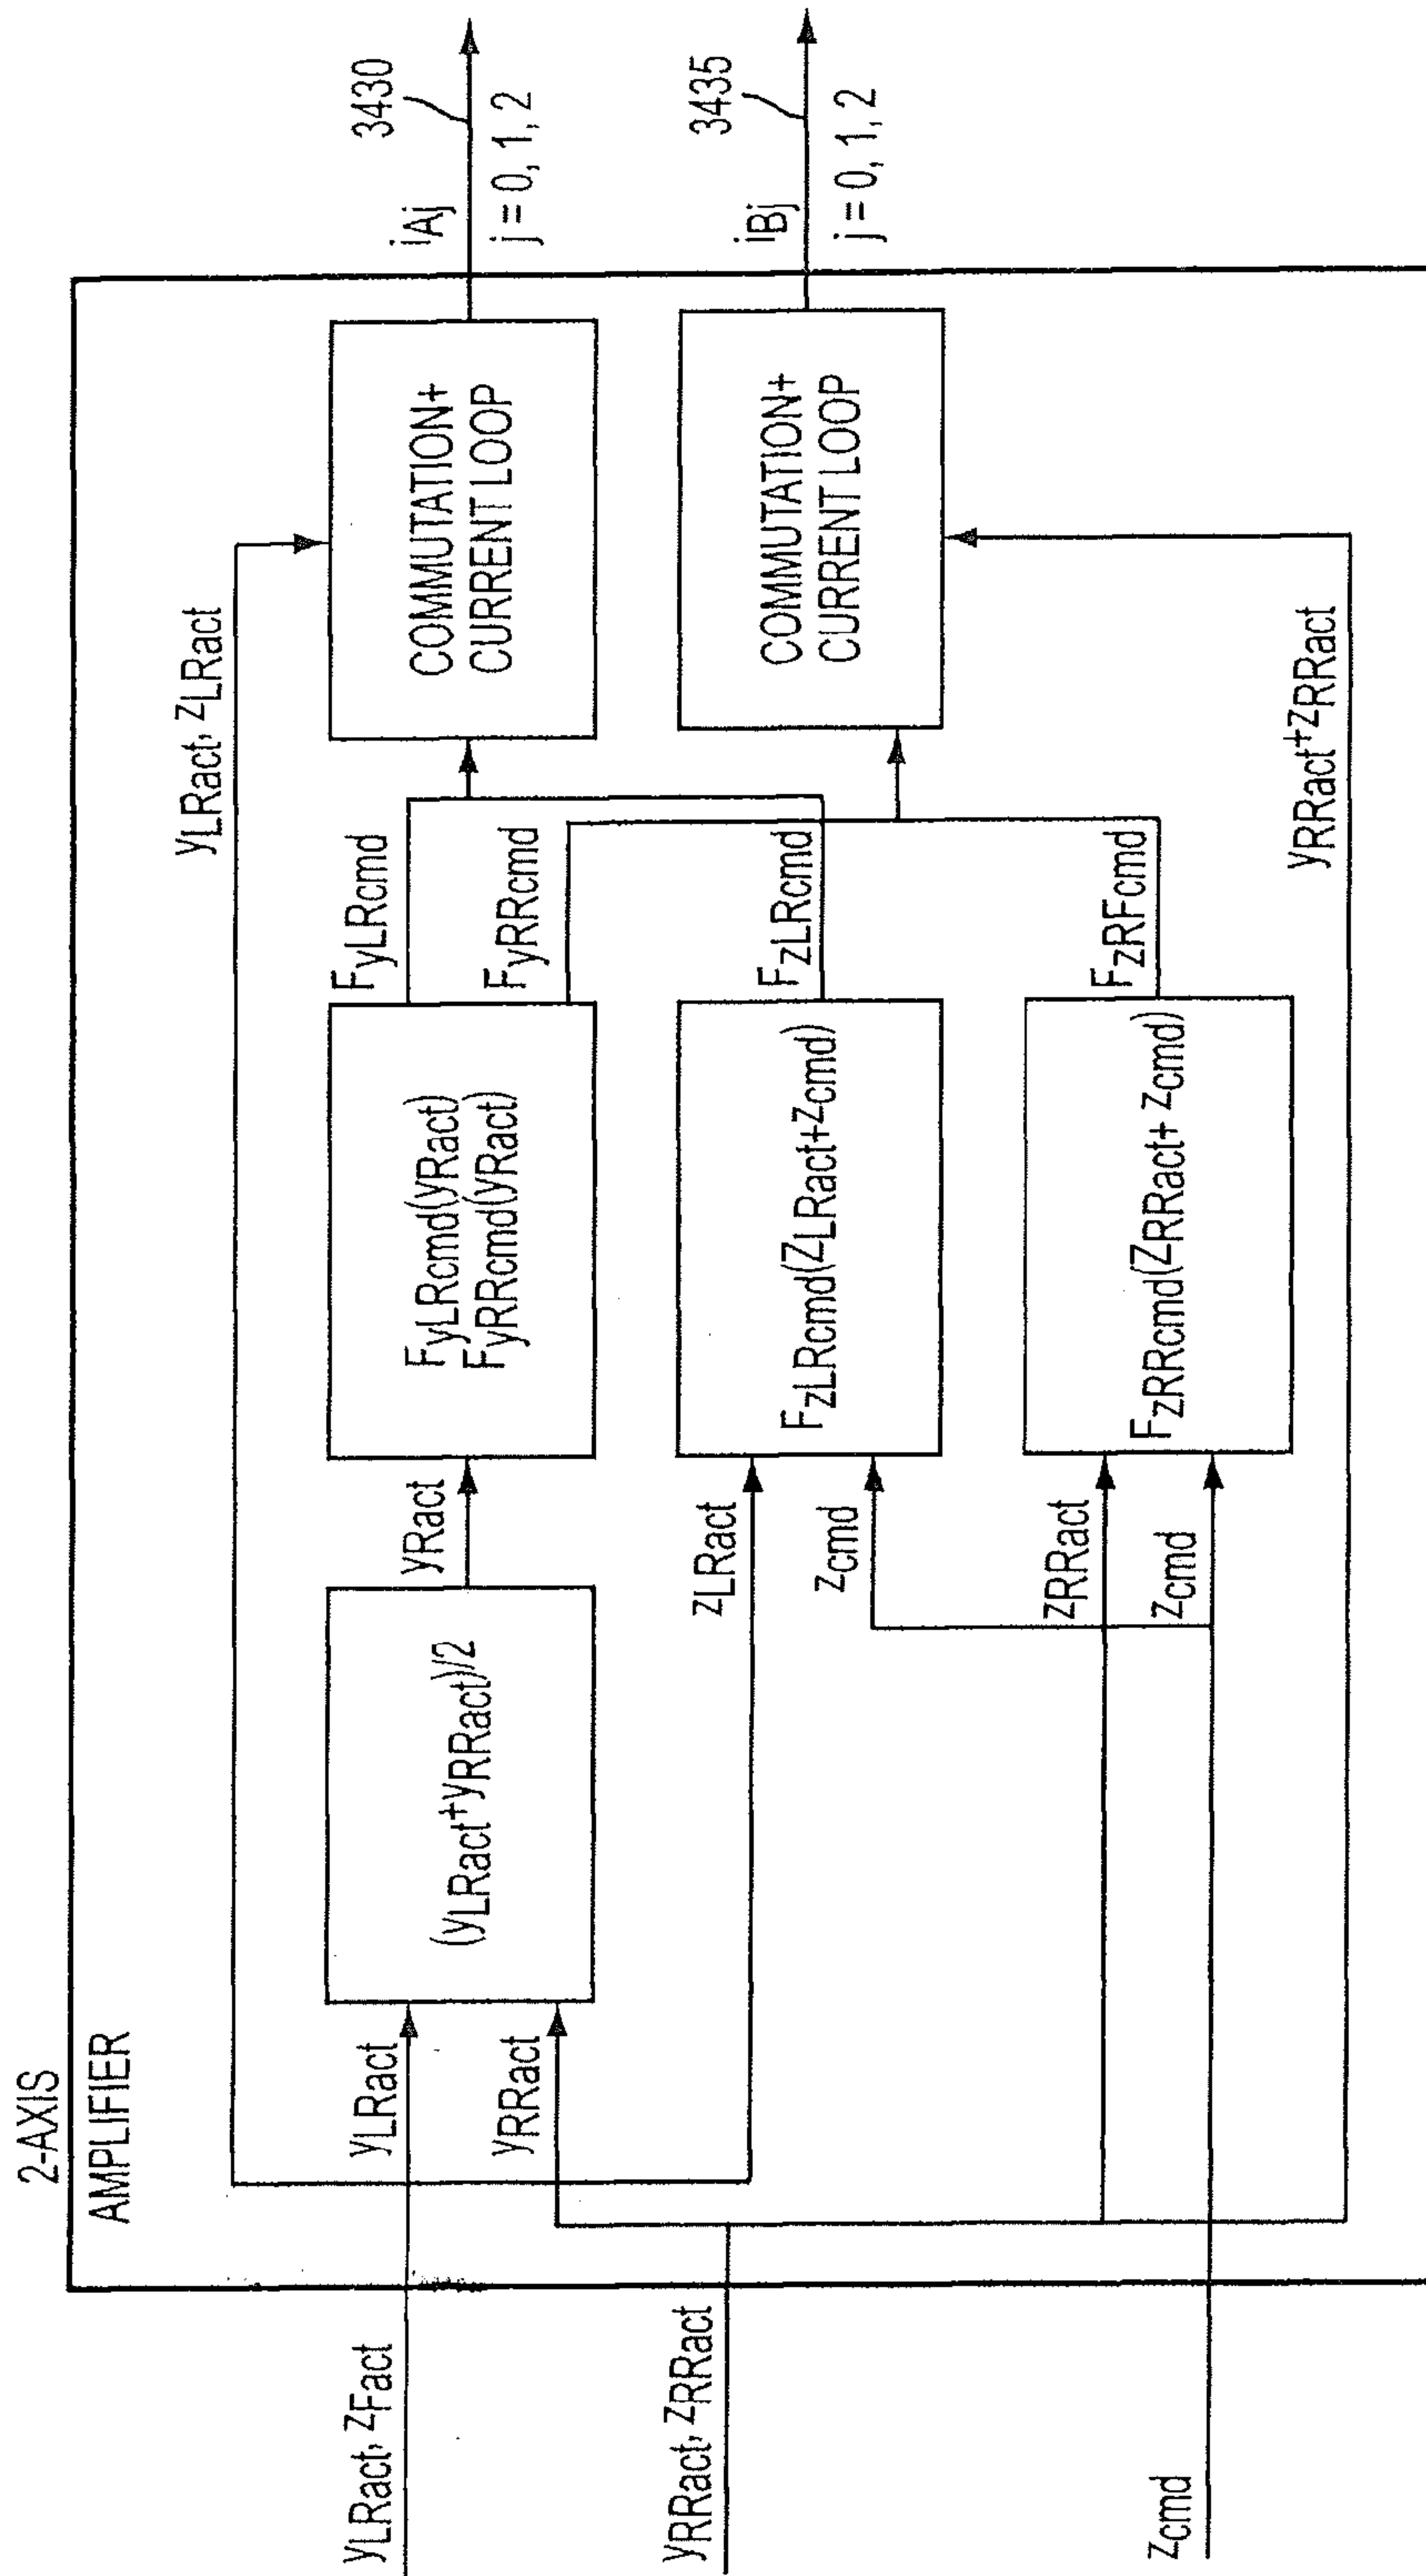 2-AXIS
AMPLIFIER
yLRact, zFact
yRRact, zRRact
zcmd
yLRact
yRRact
(yLRact+yRRact)/2
yRact
zLRact
zcmd
zRRact
zcmd
FyLRcmd(yRact)
FyRRcmd(yRact)
FzLRcmd(ZLRact+zcmd)
FzRRcmd(ZRRact+ zcmd)
FyLRcmd
FyRRcmd
FzLRcmd
FzRFcmd
yLRact, zLRact
yRRact+zRRact
COMMUTATION+
CURRENT LOOP
COMMUTATION+
CURRENT LOOP
iAj
j = 0, 1, 2
3430
iBj
j = 0, 1, 2
3435